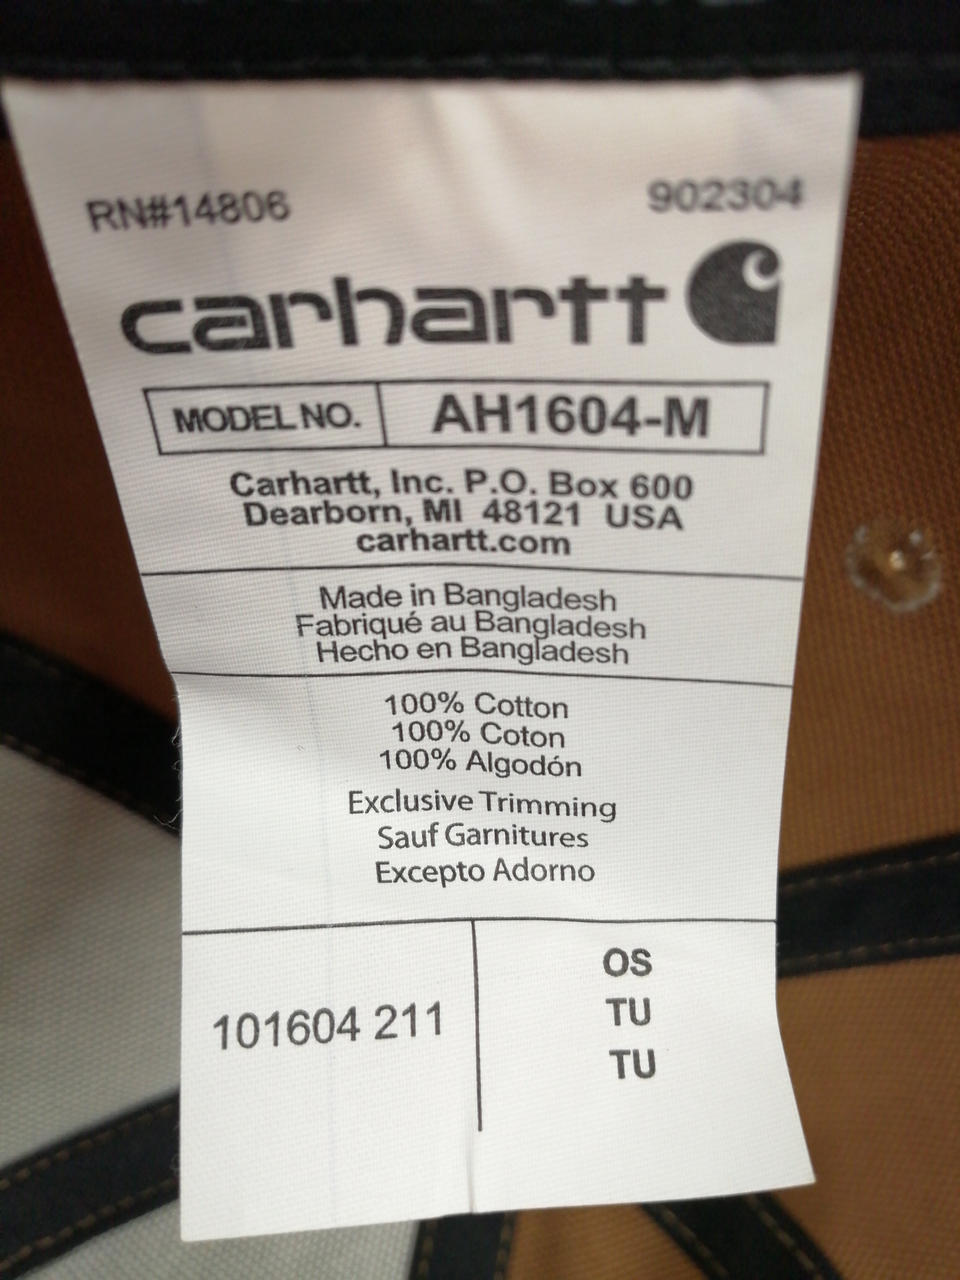 RN#14806 902304
carhartt
MODEL NO. AH1604-M
Carhartt, Inc. P.O. Box 600
Dearborn, MI 48121 USA
carhartt.com
Made in Bangladesh
Fabriqué au Bangladesh
Hecho en Bangladesh
100% Cotton
100% Coton
100% Algodón
Exclusive Trimming
Sauf Garnitures
Excepto Adorno
101604 211
OS
TU
TU